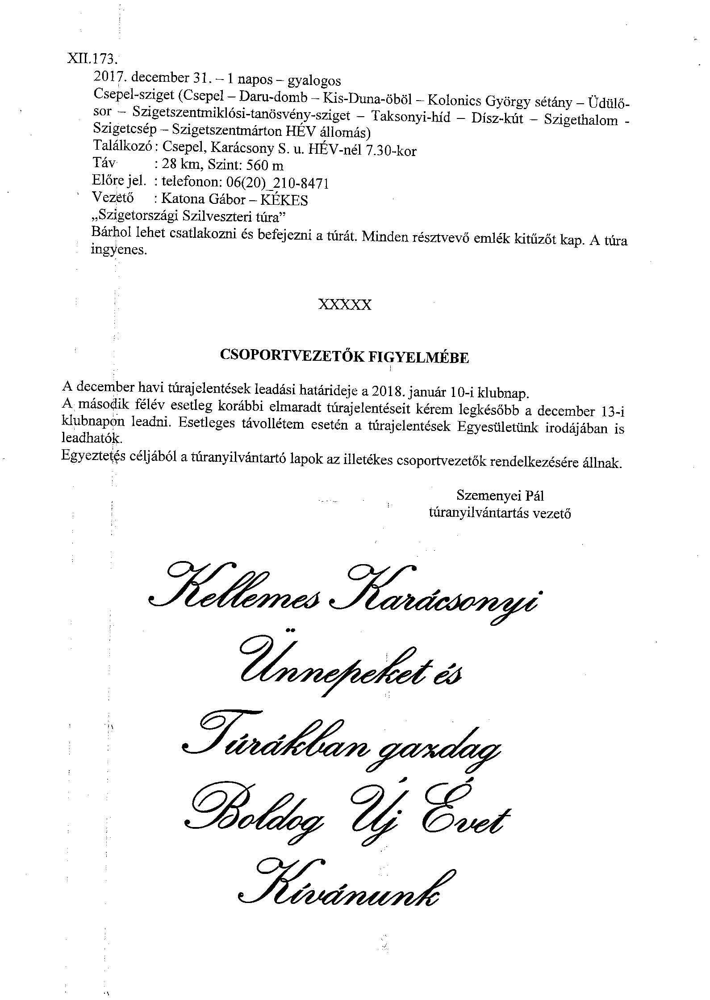 XII.173.
2017. december 31. – 1 napos – gyalogos
Csepel-sziget (Csepel – Daru-domb – Kis-Duna-öböl – Kolonics György sétány – Üdülő-
sor – Szigetszentmiklósi-tanösvény-sziget – Taksonyi-híd – Dísz-kút – Szigethalom -
Szigetcsép – Szigetszentmárton HÉV állomás)
Találkozó : Csepel, Karácsony S. u. HÉV-nél 7.30-kor
Táv : 28 km, Szint: 560 m
Előre jel. : telefonon: 06(20)_210-8471
Vezető : Katona Gábor – KÉKES
„Szigetországi Szilveszteri túra”
Bárhol lehet csatlakozni és befejezni a túrát. Minden résztvevő emlék kitűzőt kap. A túra
ingyenes.
XXXXX
CSOPORTVEZETŐK FIGYELMÉBE
A december havi túrajelentések leadási határideje a 2018. január 10-i klubnap.
A második félév esetleg korábbi elmaradt túrajelentéseit kérem legkésőbb a december 13-i
klubnapon leadni. Esetleges távollétem esetén a túrajelentések Egyesületünk irodájában is
leadhatók.
Egyeztetés céljából a túranyilvántartó lapok az illetékes csoportvezetők rendelkezésére állnak.
Szemenyei Pál
túranyilvántartás vezető
Kellemes Karácsonyi
Ünnepeket és
Túrákban gazdag
Boldog Új Évet
Kívánunk